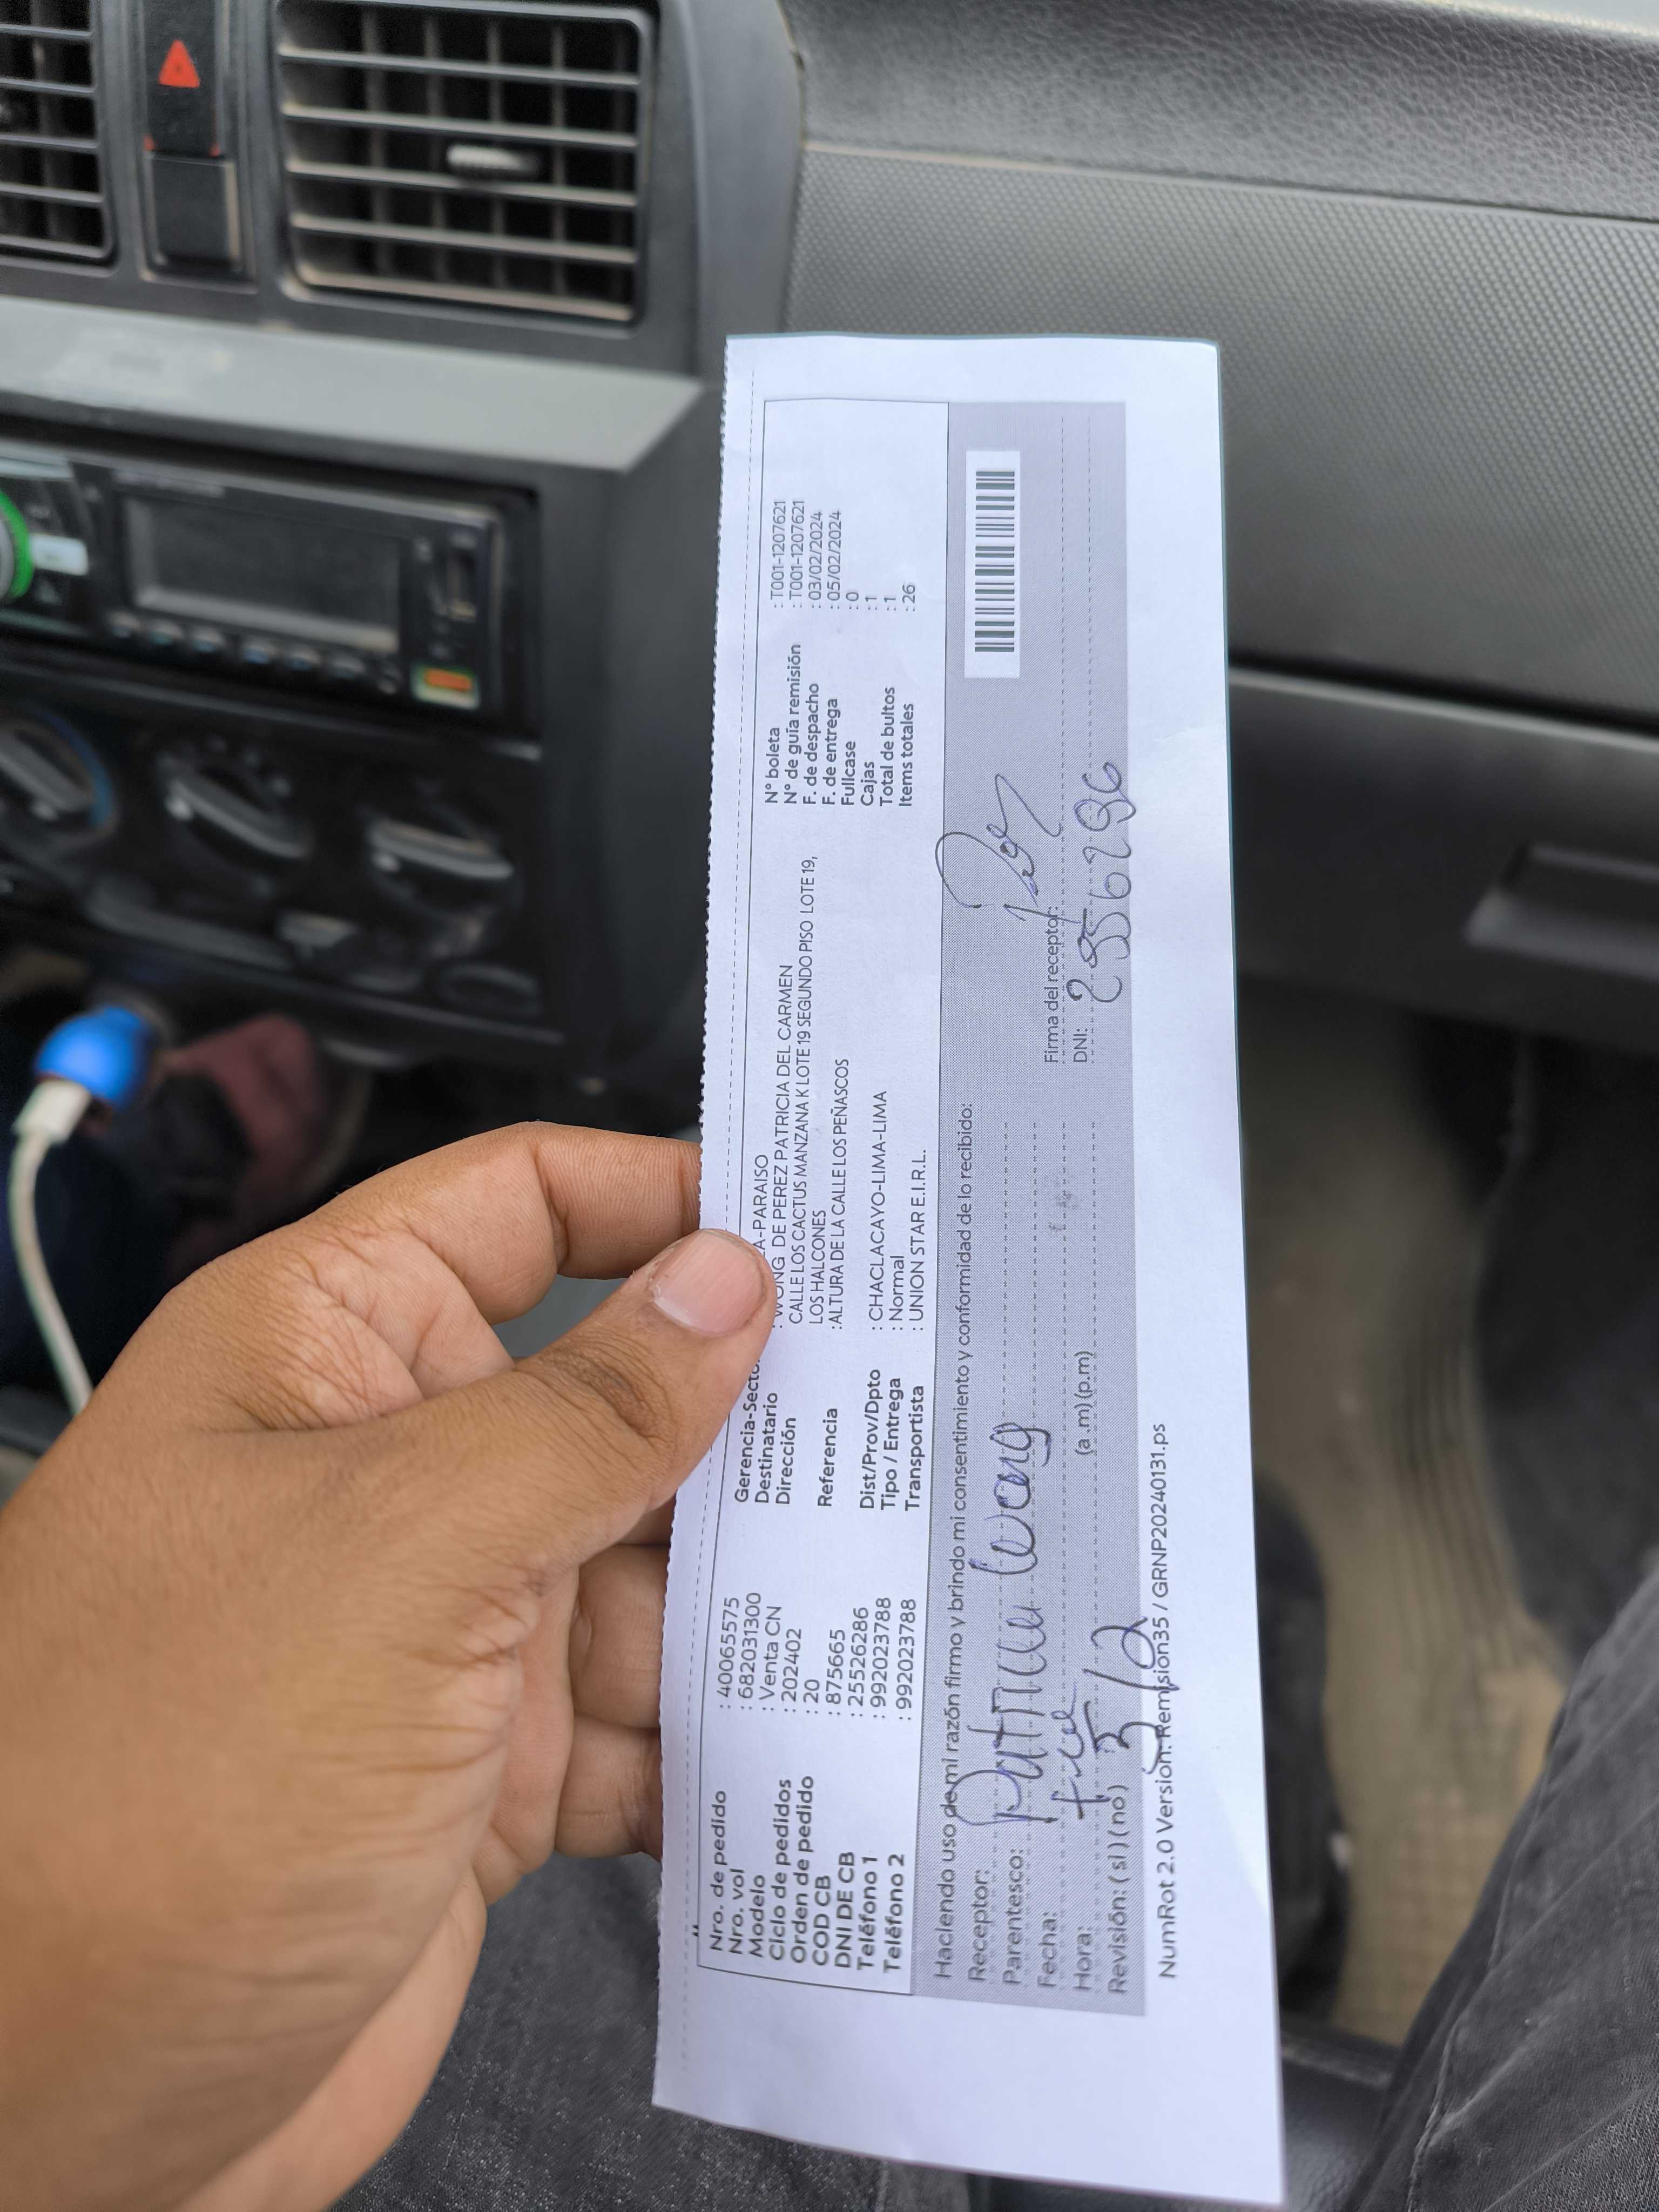 Nro. de pedido : 40065575
Nro. vol : 68203130​0
Modelo : Venta CN
Ciclo de pedidos : 202402
Orden de pedido : 20
COD CB : 875665
DNI DE CB : 25526286
Teléfono 1 : 992023788
Teléfono 2 : 992023788
Gerencia-Secto A-PARAISO
Destinatario : WONG DE PEREZ PATRICIA DEL CARMEN
Dirección CALLE LOS CACTUS MANZANA K LOTE 19 SEGUNDO PISO LOTE 19,
LOS HALCONES
Referencia : ALTURA DE LA CALLE LOS PEÑASCOS
Dist/Prov/Dpto : CHACLACAYO-LIMA-LIMA
Tipo / Entrega : Normal
Transportista : UNION STAR E.I.R.L.
N° boleta : T001-1207621
N° de guía remisión : T001-1207621
F. de despacho : 03/02/2024
F. de entrega : 05/02/2024
Fullcase : 0
Cajas : 1
Total de bultos : 1
Items totales : 26
Haciendo uso de mi razón firmo y brindo mi consentimiento y conformidad de lo recibido:
Receptor: Patricia Wong
Parentesco:
Fecha: 5/2
Hora: (a.m) (p.m)
Revisión: ( si ) ( no )
Firma del receptor:
DNI:
NumRot 2.0 Version: Remision35 / GRNP20240131.ps